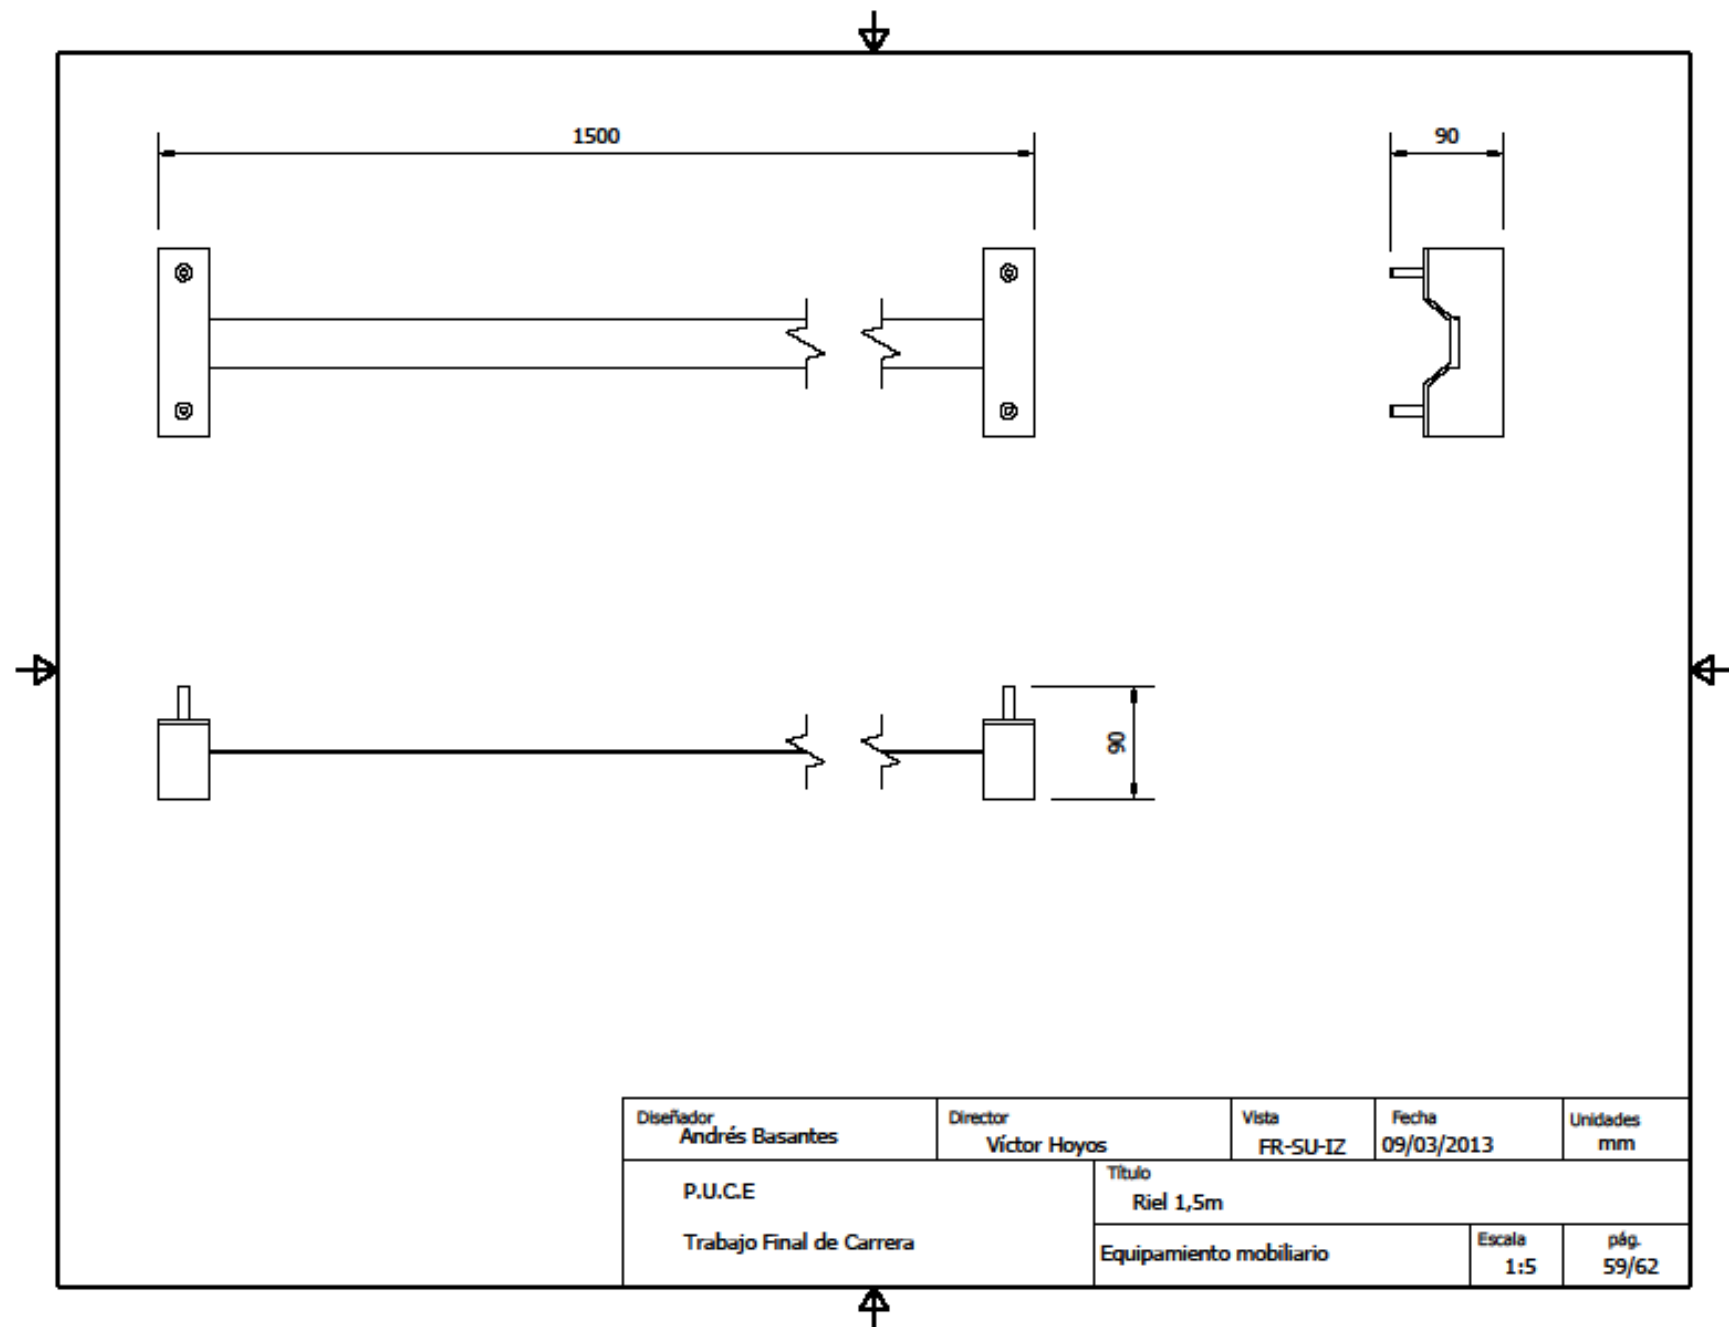 1500
90
90
Diseñador
Andrés Basantes
Director
Víctor Hoyos
Vista
FR-SU-IZ
Fecha
09/03/2013
Unidades
mm
P.U.C.E
Trabajo Final de Carrera
Título
Riel 1,5m
Equipamiento mobiliario
Escala
1:5
pág.
59/62